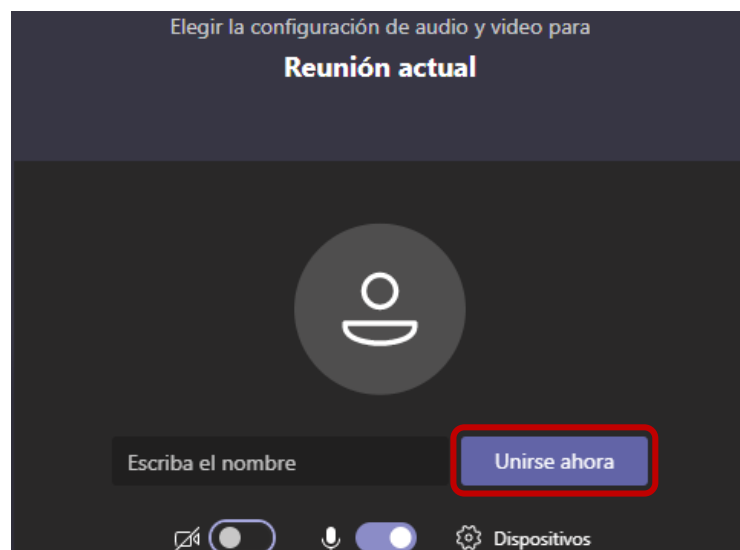 Elegir la configuración de audio y video para
Reunión actual
Escriba el nombre
Unirse ahora
Dispositivos